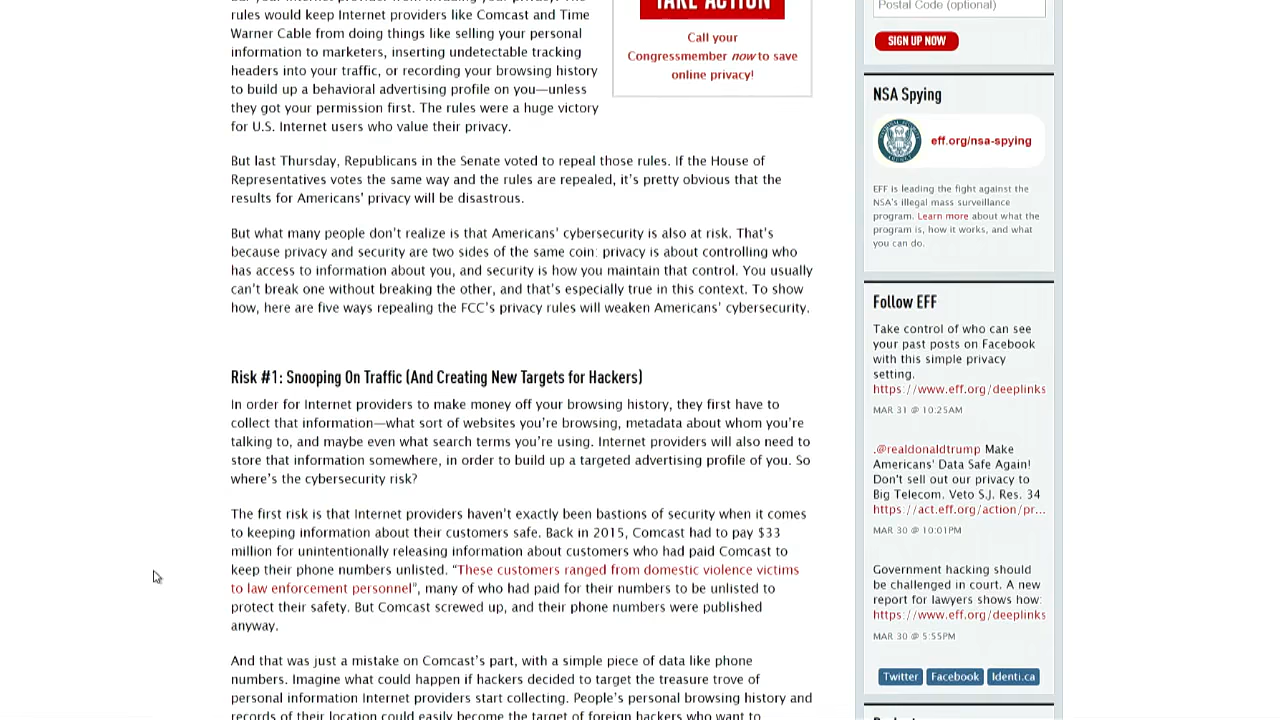 rules would keep Internet providers like Comcast and Time
Warner Cable from doing things like selling your personal
information to marketers, inserting undetectable tracking
headers into your traffic, or recording your browsing history
to build up a behavioral advertising profile on you—unless
they got your permission first. The rules were a huge victory
for U.S. Internet users who value their privacy.
TAKE ACTION
Call your
Congressmember now to save
online privacy!
But last Thursday, Republicans in the Senate voted to repeal those rules. If the House of
Representatives votes the same way and the rules are repealed, it’s pretty obvious that the
results for Americans’ privacy will be disastrous.
But what many people don’t realize is that Americans’ cybersecurity is also at risk. That’s
because privacy and security are two sides of the same coin: privacy is about controlling who
has access to information about you, and security is how you maintain that control. You usually
can’t break one without breaking the other, and that’s especially true in this context. To show
how, here are five ways repealing the FCC’s privacy rules will weaken Americans’ cybersecurity.
Risk #1: Snooping On Traffic (And Creating New Targets for Hackers)
In order for Internet providers to make money off your browsing history, they first have to
collect that information—what sort of websites you’re browsing, metadata about whom you’re
talking to, and maybe even what search terms you’re using. Internet providers will also need to
store that information somewhere, in order to build up a targeted advertising profile of you. So
where’s the cybersecurity risk?
The first risk is that Internet providers haven’t exactly been bastions of security when it comes
to keeping information about their customers safe. Back in 2015, Comcast had to pay $33
million for unintentionally releasing information about customers who had paid Comcast to
keep their phone numbers unlisted. “These customers ranged from domestic violence victims
to law enforcement personnel”, many of who had paid for their numbers to be unlisted to
protect their safety. But Comcast screwed up, and their phone numbers were published
anyway.
And that was just a mistake on Comcast’s part, with a simple piece of data like phone
numbers. Imagine what could happen if hackers decided to target the treasure trove of
personal information Internet providers start collecting. People’s personal browsing history and
records of their location could easily become the target of foreign hackers who want to
Postal Code (optional)
SIGN UP NOW
NSA Spying
eff.org/nsa-spying
EFF is leading the fight against the
NSA's illegal mass surveillance
program. Learn more about what the
program is, how it works, and what
you can do.
Follow EFF
Take control of who can see
your past posts on Facebook
with this simple privacy
setting.
https://www.eff.org/deeplinks
MAR 31 @ 10:25AM
.@realdonaldtrump Make
Americans' Data Safe Again!
Don't sell out our privacy to
Big Telecom. Veto S.J. Res. 34
https://act.eff.org/action/pr...
MAR 30 @ 10:01PM
Government hacking should
be challenged in court. A new
report for lawyers shows how:
https://www.eff.org/deeplinks
MAR 30 @ 5:55PM
Twitter Facebook Identi.ca